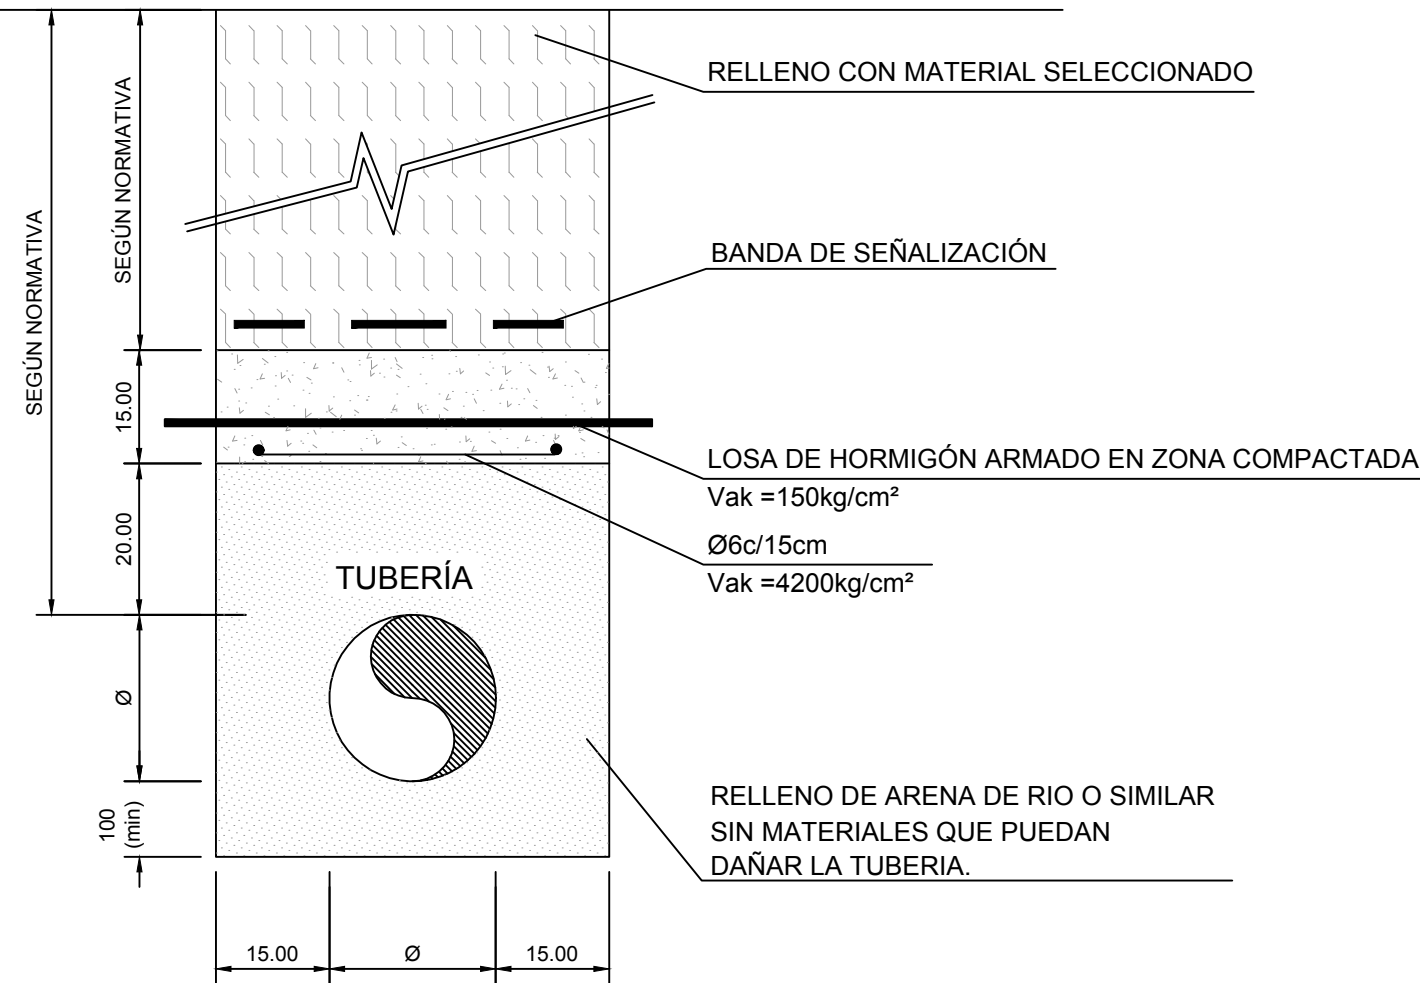 RELLENO CON MATERIAL SELECCIONADO
SEGÚN NORMATIVA
SEGÚN NORMATIVA
BANDA DE SEÑALIZACIÓN
15.00
LOSA DE HORMIGÓN ARMADO EN ZONA COMPACTADA
Vak =150kg/cm²
20.00
Ø6c/15cm
Vak =4200kg/cm²
TUBERÍA
Ø
100
(min)
RELLENO DE ARENA DE RIO O SIMILAR
SIN MATERIALES QUE PUEDAN
DAÑAR LA TUBERIA.
15.00
Ø
15.00